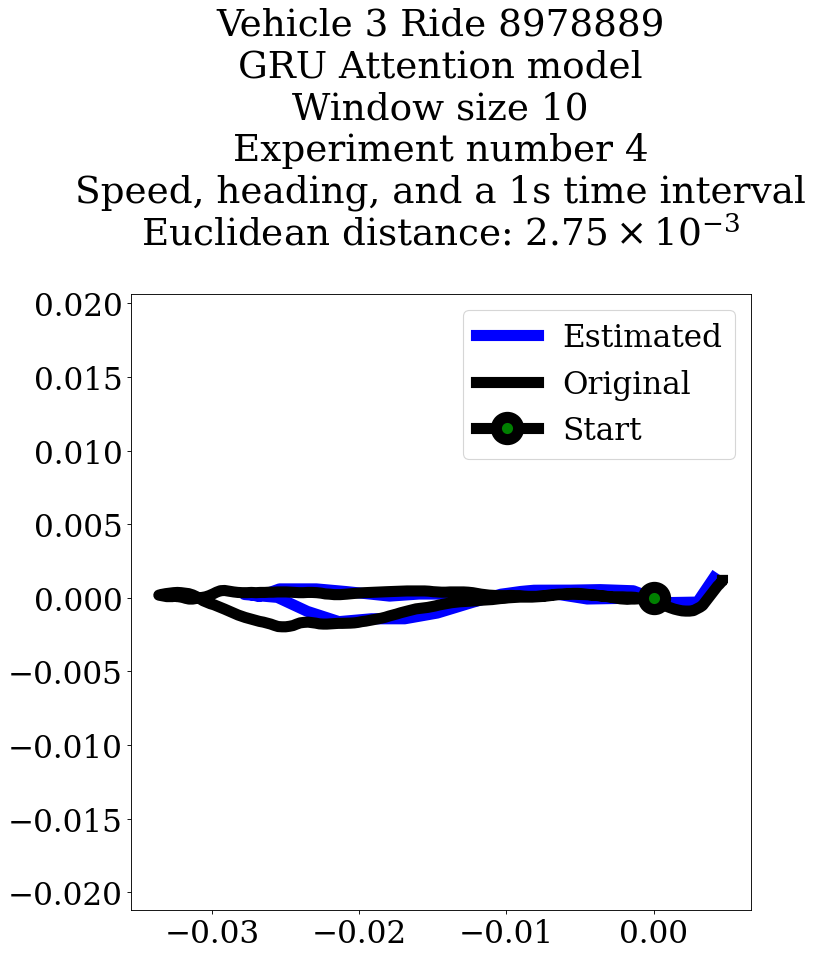 Vehicle 3 Ride 8978889
GRU Attention model
Window size 10
Experiment number 4
Speed, heading, and a 1s time interval
Euclidean distance: 2.75 × 10⁻³
0.020
0.015
0.010
0.005
0.000
−0.005
−0.010
−0.015
−0.020
Estimated
Original
Start
−0.03
−0.02
−0.01
0.00